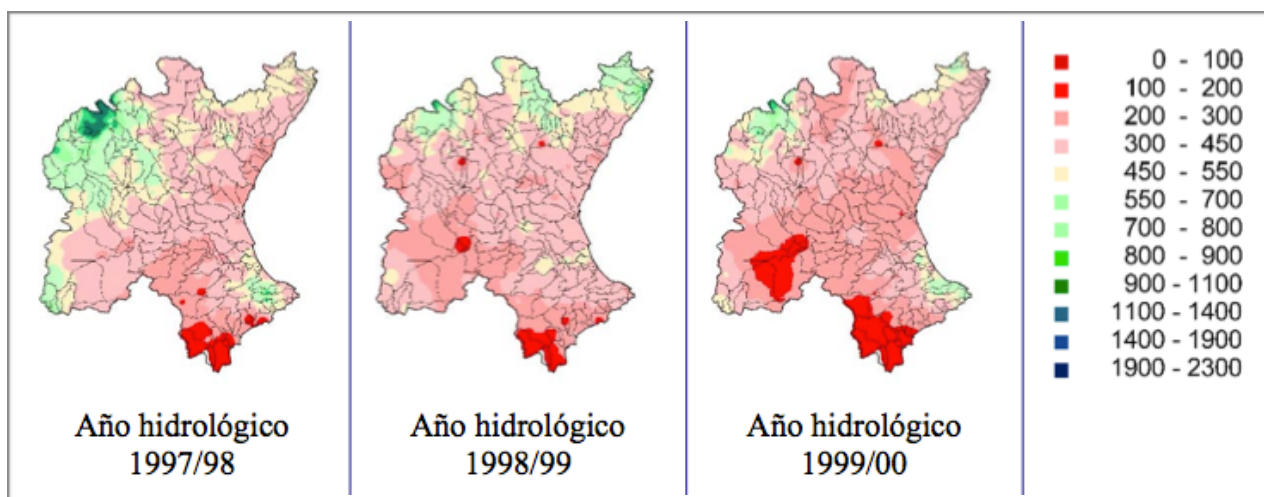 Año hidrológico
1997/98
Año hidrológico
1998/99
Año hidrológico
1999/00
0 - 100
100 - 200
200 - 300
300 - 450
450 - 550
550 - 700
700 - 800
800 - 900
900 - 1100
1100 - 1400
1400 - 1900
1900 - 2300